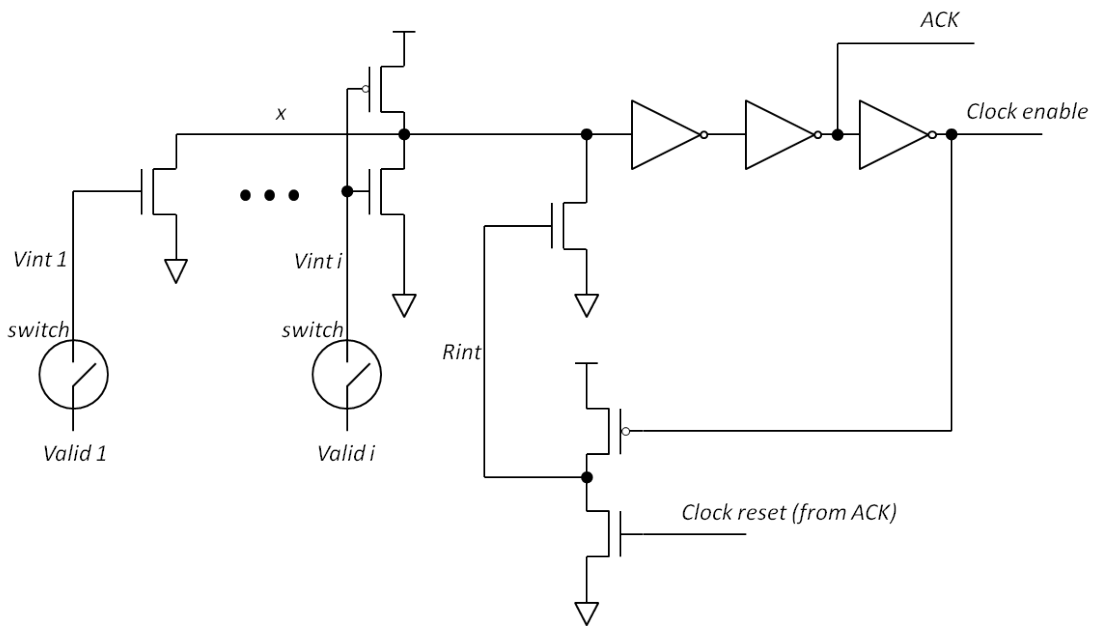 ACK
Clock enable
x
Vint 1
Vint i
switch
switch
Rint
Valid 1
Valid i
Clock reset (from ACK)